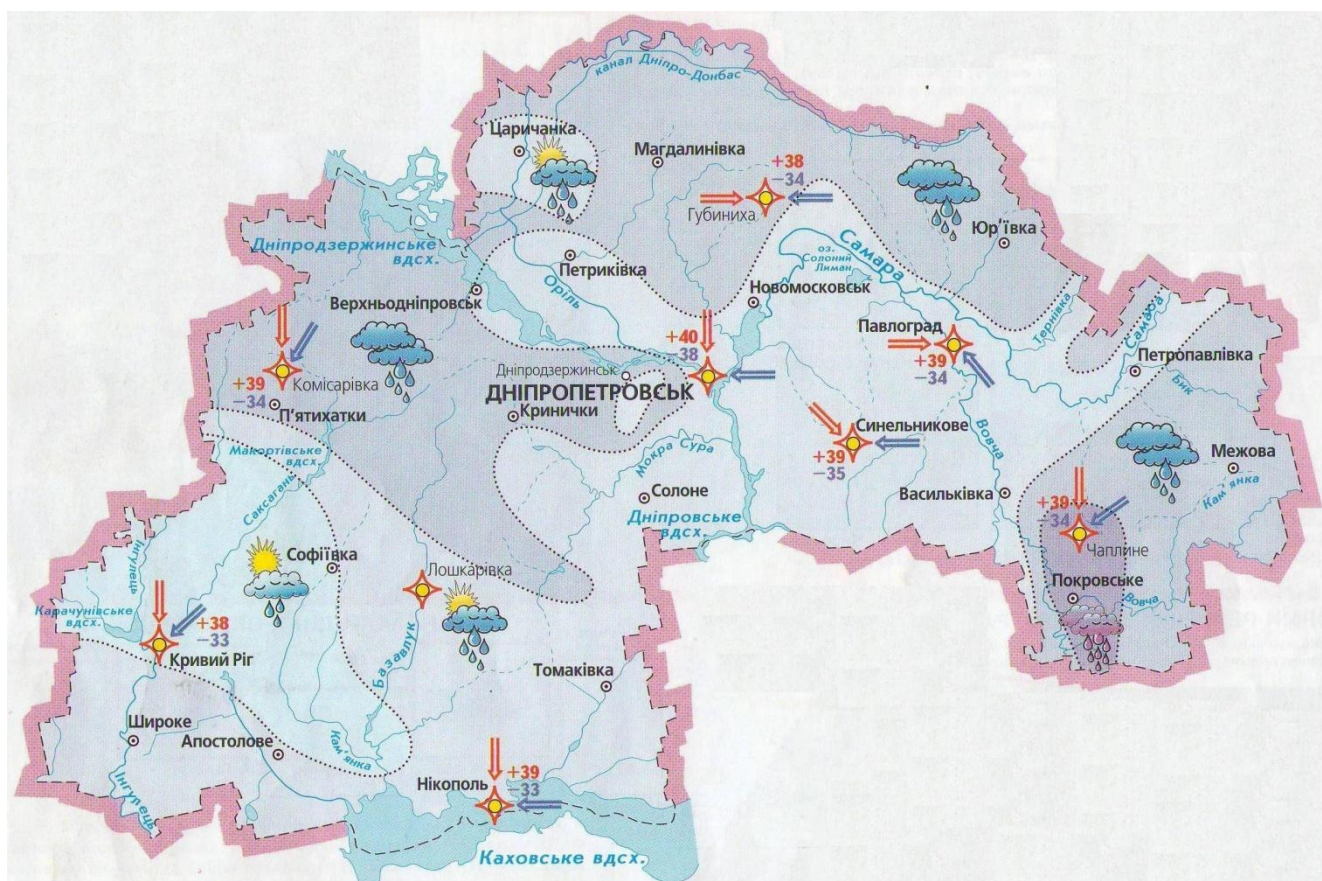 канал Дніпро-Донбас
Царичанка
Магдалинівка
+38
−34
Губиниха
Юр'ївка
Дніпродзержинське
вдсх.
Петриківка
Оріль
Самара
оз.
Солоний
Лиман
Новомосковськ
Верхньодніпровськ
Тернівка
Самара
Павлоград
+39
−34
Петропавлівка
Бик
+40
−38
Дніпродзержинськ
ДНІПРОПЕТРОВСЬК
Кринички
+39
−34
Комісарівка
П'ятихатки
Макортівське
вдсх.
Саксагань
Синельникове
+39
−35
Вовча
Мокра Сура
Солоне
Дніпровське
вдсх.
Васильківка
Межова
Кам'янка
+39
−34
Чаплине
Покровське
Вовча
Інгулець
Софіївка
Лошкарівка
Карачунівське
вдсх.
+38
−33
Кривий Ріг
Базавлук
Томаківка
Широке
Апостолове
Кам'янка
Інгулець
Нікополь
+39
−33
Каховське вдсх.